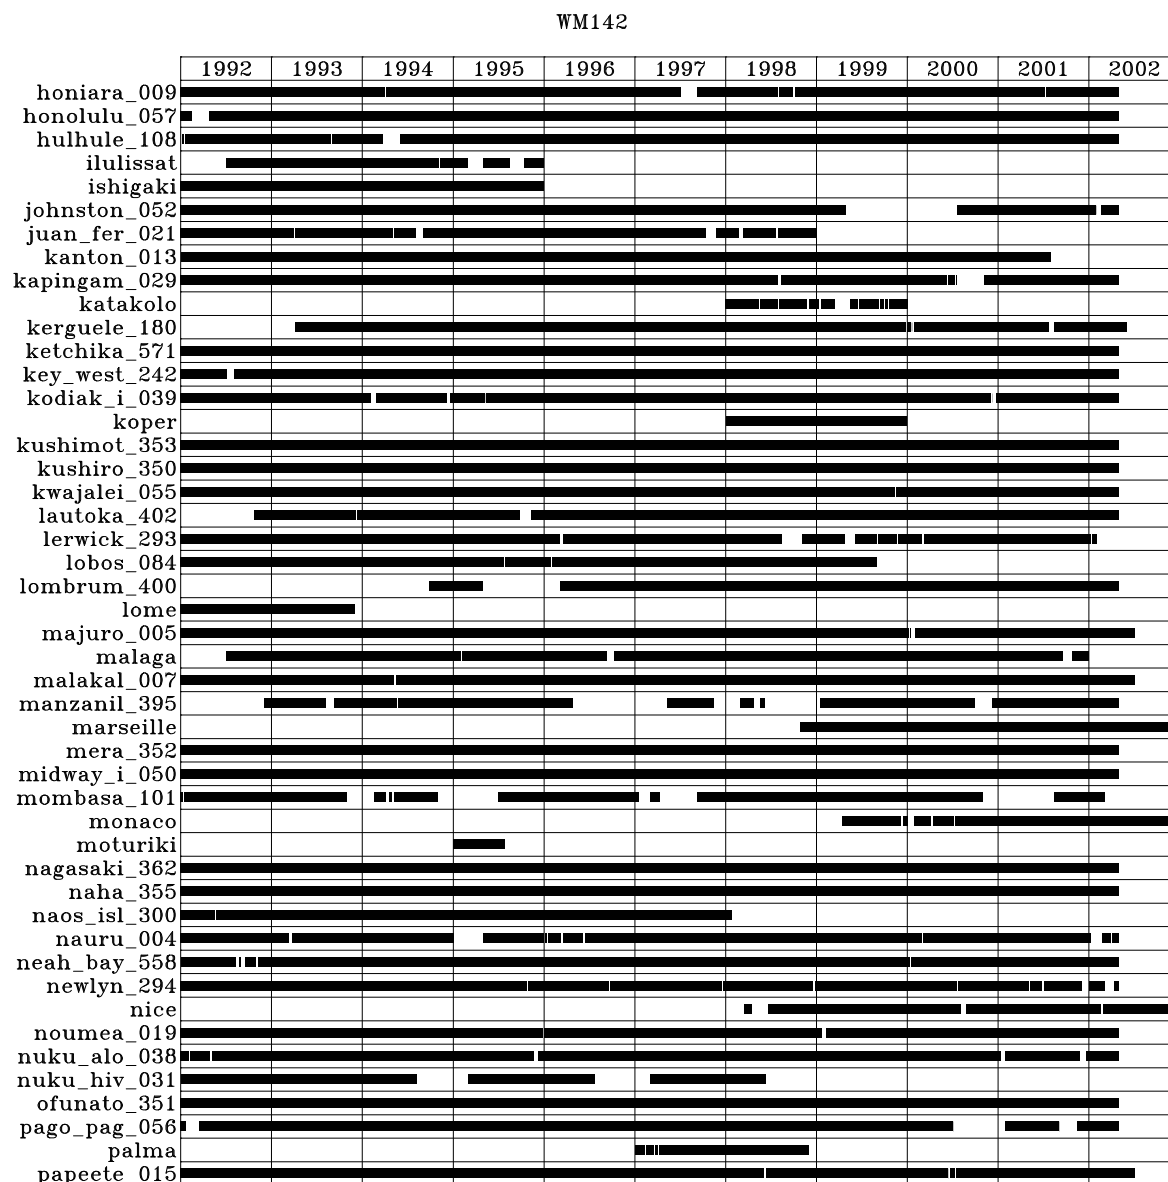 WM142
1992 1993 1994 1995 1996 1997 1998 1999 2000 2001 2002
honiara_009
honolulu_057
hulhule_108
ilulissat
ishigaki
johnston_052
juan_fer_021
kanton_013
kapingam_029
katakolo
kerguele_180
ketchika_571
key_west_242
kodiak_i_039
koper
kushimot_353
kushiro_350
kwajalei_055
lautoka_402
lerwick_293
lobos_084
lombrum_400
lome
majuro_005
malaga
malakal_007
manzanil_395
marseille
mera_352
midway_i_050
mombasa_101
monaco
moturiki
nagasaki_362
naha_355
naos_isl_300
nauru_004
neah_bay_558
newlyn_294
nice
noumea_019
nuku_alo_038
nuku_hiv_031
ofunato_351
pago_pag_056
palma
papeete_015